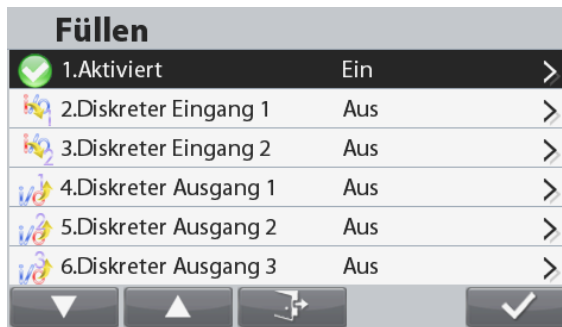 Füllen
1.Aktiviert Ein
2.Diskreter Eingang 1 Aus
3.Diskreter Eingang 2 Aus
4.Diskreter Ausgang 1 Aus
5.Diskreter Ausgang 2 Aus
6.Diskreter Ausgang 3 Aus